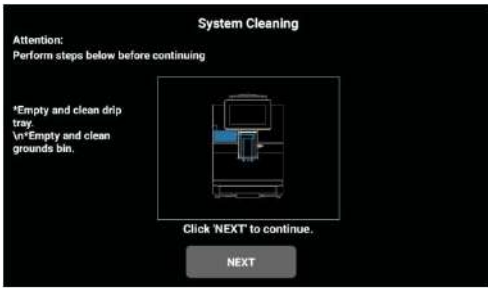 System Cleaning
Attention:
Perform steps below before continuing
*Empty and clean drip
tray.
\n*Empty and clean
grounds bin.
Click 'NEXT' to continue.
NEXT